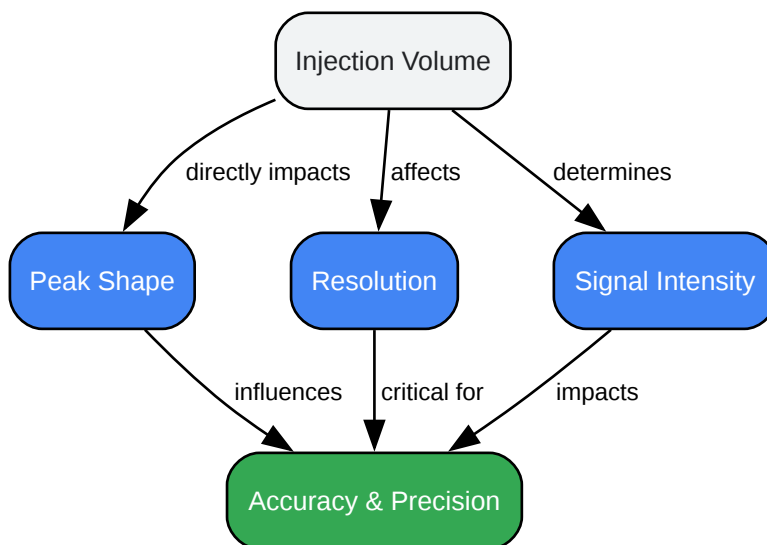 Injection Volume
directly impacts
affects
determines
Peak Shape
Resolution
Signal Intensity
influences
critical for
impacts
Accuracy & Precision